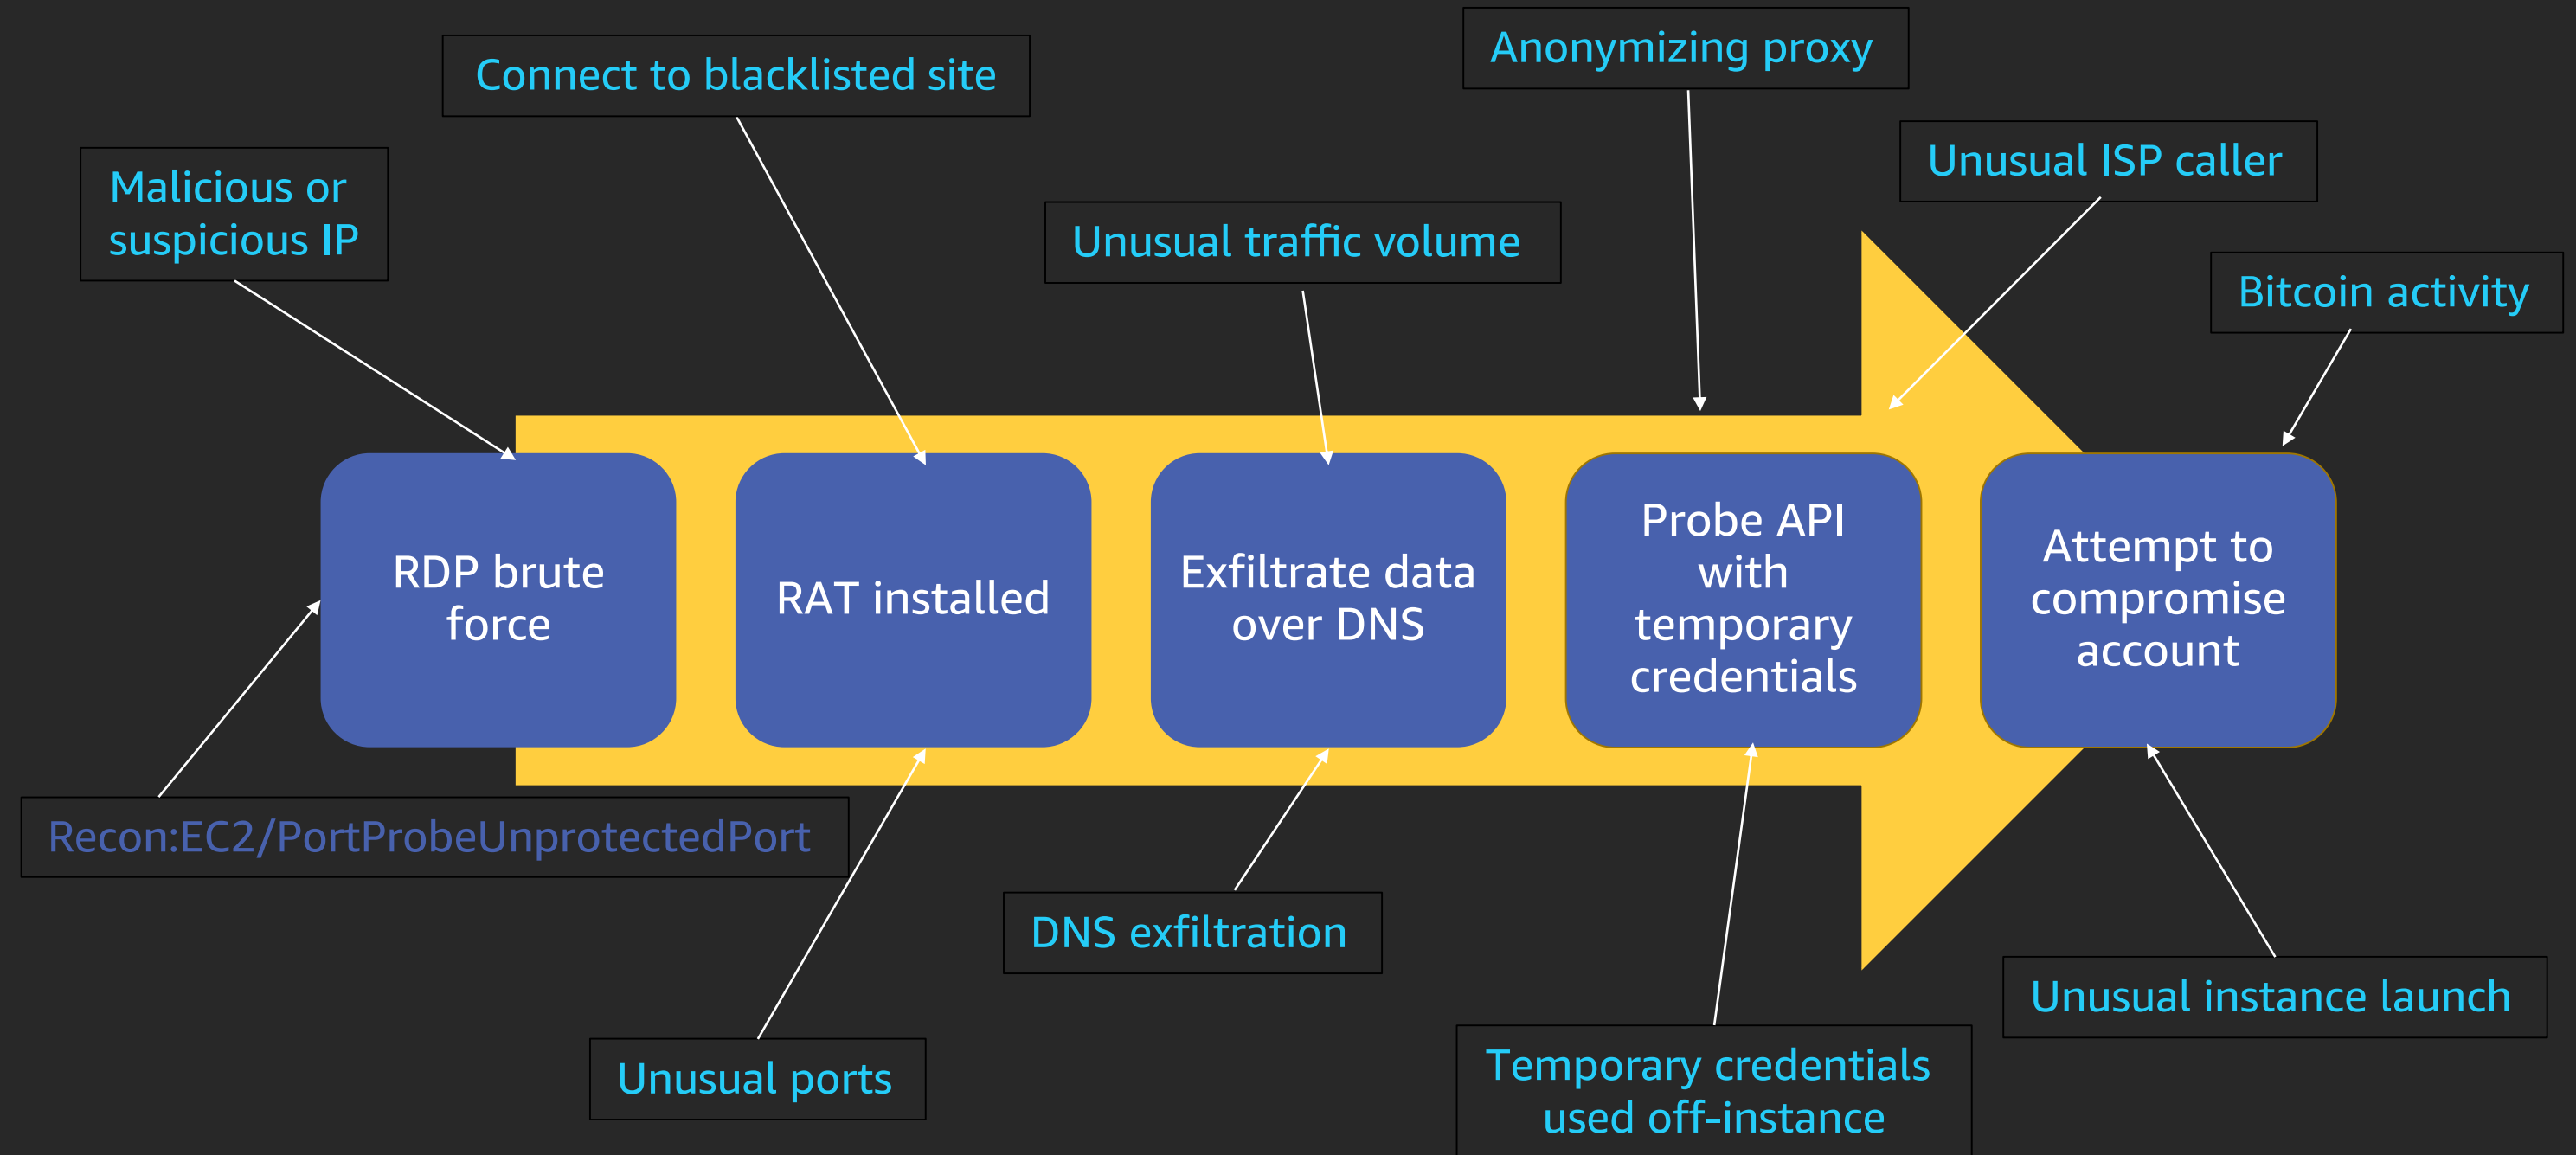 Anonymizing proxy
Connect to blacklisted site
Unusual ISP caller
Malicious or
suspicious IP
Unusual traffic volume
Bitcoin activity
RDP brute
force
RAT installed
Exfiltrate data
over DNS
Probe API
with
temporary
credentials
Attempt to
compromise
account
Recon:EC2/PortProbeUnprotectedPort
DNS exfiltration
Unusual instance launch
Unusual ports
Temporary credentials
used off-instance